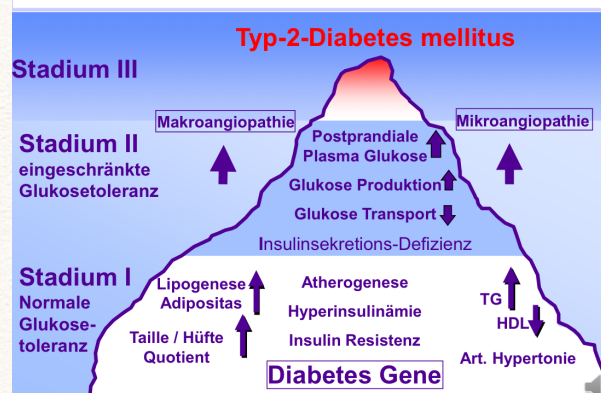 Typ-2-Diabetes mellitus
Stadium III
Makroangiopathie
Mikroangiopathie
Stadium II
eingeschränkte
Glukosetoleranz
Postprandiale
Plasma Glukose
Glukose Produktion
Glukose Transport
Insulinsekretions-Defizienz
Stadium I
Normale
Glukose-
toleranz
Lipogenese
Adipositas
Taille / Hüfte
Quotient
Atherogenese
Hyperinsulinämie
Insulin Resistenz
TG
HDL
Art. Hypertonie
Diabetes Gene